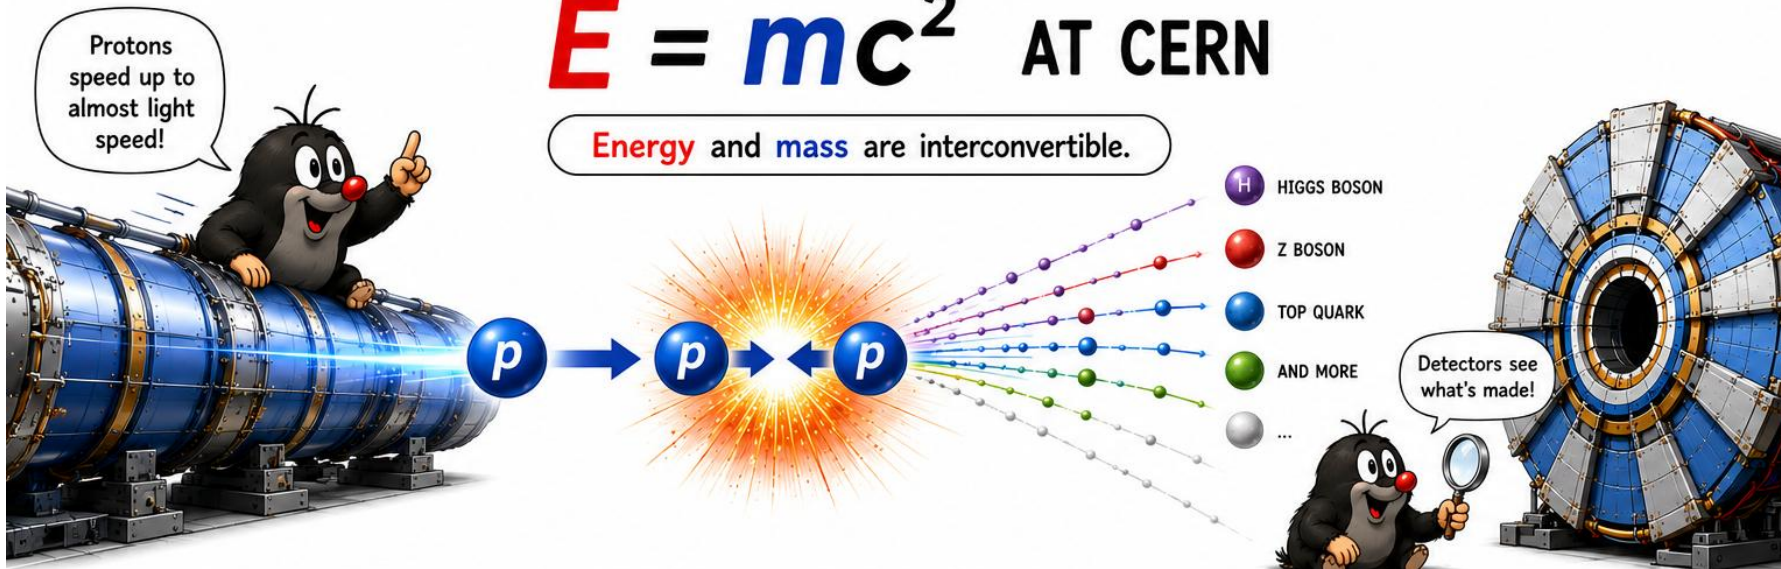 E = mc² AT CERN
Energy and mass are interconvertible.
Protons
speed up to
almost light
speed!
p
p
p
H HIGGS BOSON
Z BOSON
TOP QUARK
AND MORE
...
Detectors see
what's made!